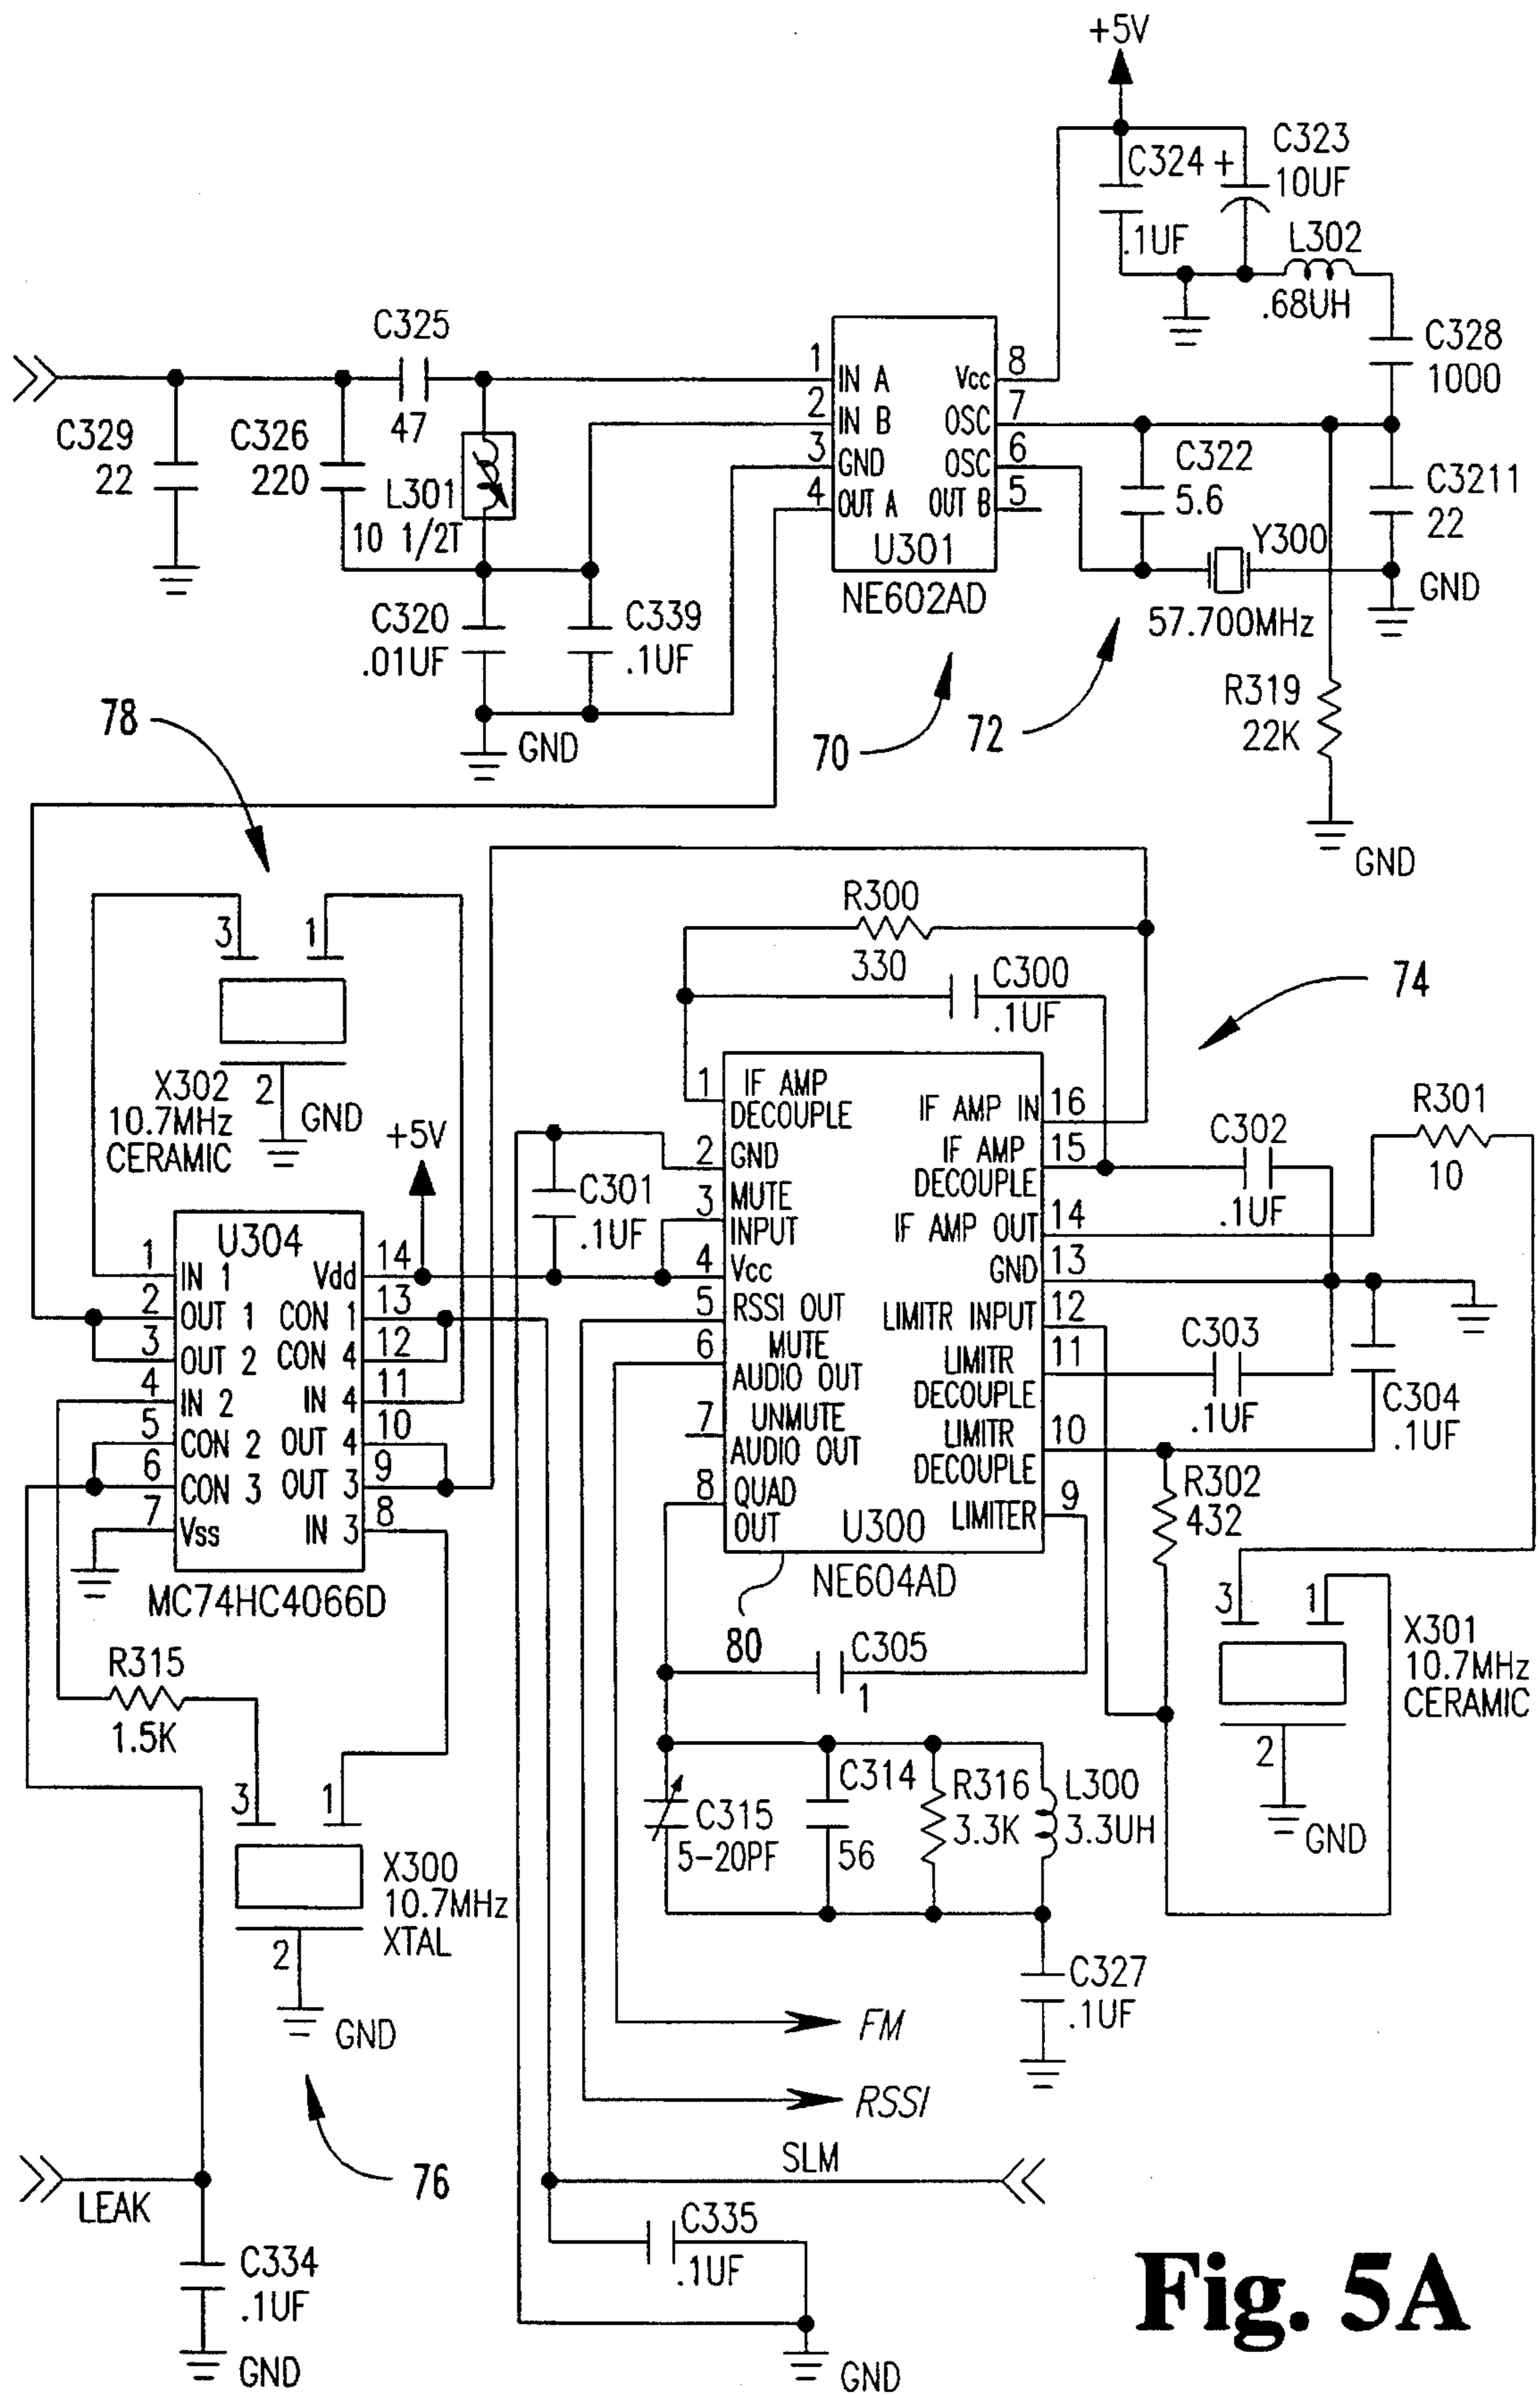 +5V
C324
+
C323
10UF
.1UF
L302
.68UH
C328
1000
C325
47
C329
22
C326
220
L301
10 1/2T
1
IN A
2
IN B
3
GND
4
OUT A
Vcc
8
OSC
7
OSC
6
OUT B
5
U301
NE602AD
C322
5.6
C3211
22
Y300
57.700MHz
GND
C320
.01UF
C339
.1UF
GND
R319
22K
GND
78
70
72
3
1
X302
10.7MHz
CERAMIC
2
GND
+5V
R300
330
C300
.1UF
74
U304
1
IN 1
2
OUT 1
3
OUT 2
4
IN 2
5
CON 2
6
CON 3
7
Vss
Vdd
14
CON 1
13
CON 4
12
IN 4
11
OUT 4
10
OUT 3
9
IN 3
8
MC74HC4066D
C301
.1UF
1
IF AMP
DECOUPLE
2
GND
3
MUTE
INPUT
4
Vcc
5
RSSI OUT
6
MUTE
AUDIO OUT
7
UNMUTE
AUDIO OUT
8
QUAD
OUT
IF AMP IN
16
IF AMP
DECOUPLE
15
IF AMP OUT
14
GND
13
LIMITR INPUT
12
LIMITR
DECOUPLE
11
LIMITR
DECOUPLE
10
LIMITER
9
U300
NE604AD
80
C302
.1UF
R301
10
C303
.1UF
C304
.1UF
R302
432
3
1
X301
10.7MHz
CERAMIC
2
GND
R315
1.5K
C305
1
C315
5-20PF
C314
56
R316
3.3K
L300
3.3UH
C327
.1UF
3
1
X300
10.7MHz
XTAL
2
GND
76
FM
RSSI
SLM
LEAK
C334
.1UF
GND
C335
.1UF
GND
Fig. 5A